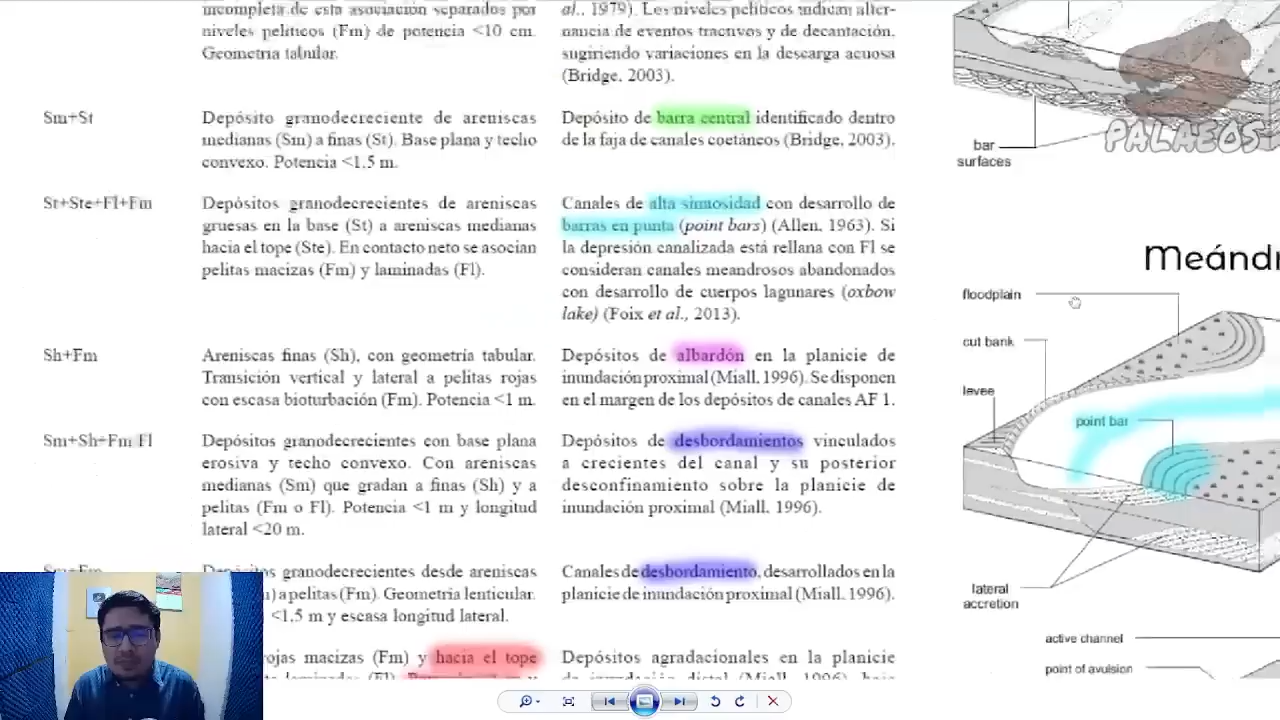 incompleta de esta asociación separados por
niveles pelíticos (Fm) de potencia <10 cm.
Geometría tabular.
al., 1979). Los niveles pelíticos indican alter-
nancia de eventos tractivos y de decantación,
sugiriendo variaciones en la descarga acuosa
(Bridge, 2003).
Sm+St
Depósito granodecreciente de areniscas
medianas (Sm) a finas (St). Base plana y techo
convexo. Potencia <1.5 m.
Depósito de barra central identificado dentro
de la faja de canales coetáneos (Bridge, 2003).
St+Ste+Fl+Fm
Depósitos granodecrecientes de areniscas
gruesas en la base (St) a areniscas medianas
hacia el tope (Ste). En contacto neto se asocian
pelitas macizas (Fm) y laminadas (Fl).
Canales de alta sinuosidad con desarrollo de
barras en punta (point bars) (Allen, 1963). Si
la depresión canalizada está rellana con Fl se
consideran canales meandrosos abandonados
con desarrollo de cuerpos lagunares (oxbow
lake) (Foix et al., 2013).
Sh+Fm
Areniscas finas (Sh), con geometría tabular.
Transición vertical y lateral a pelitas rojas
con escasa bioturbación (Fm). Potencia <1 m.
Depósitos de albardón en la planicie de
inundación proximal (Miall, 1996). Se disponen
en el margen de los depósitos de canales AF 1.
Sm+Sh+Fm Fl
Depósitos granodecrecientes con base plana
erosiva y techo convexo. Con areniscas
medianas (Sm) que gradan a finas (Sh) y a
pelitas (Fm o Fl). Potencia <1 m y longitud
lateral <20 m.
Depósitos de desbordamientos vinculados
a crecientes del canal y su posterior
desconfinamiento sobre la planicie de
inundación proximal (Miall, 1996).
Sm+Fm
granodecrecientes desde areniscas
a pelitas (Fm). Geometría lenticular.
<1.5 m y escasa longitud lateral.
Canales de desbordamiento, desarrollados en la
planicie de inundación proximal (Miall, 1996).
ojas macizas (Fm) y hacia el tope
Depósitos agradacionales en la planicie
bar
surfaces
PALAEOS
Meánd
floodplain
cut bank
levee
point bar
lateral
accretion
active channel
point of avulsion